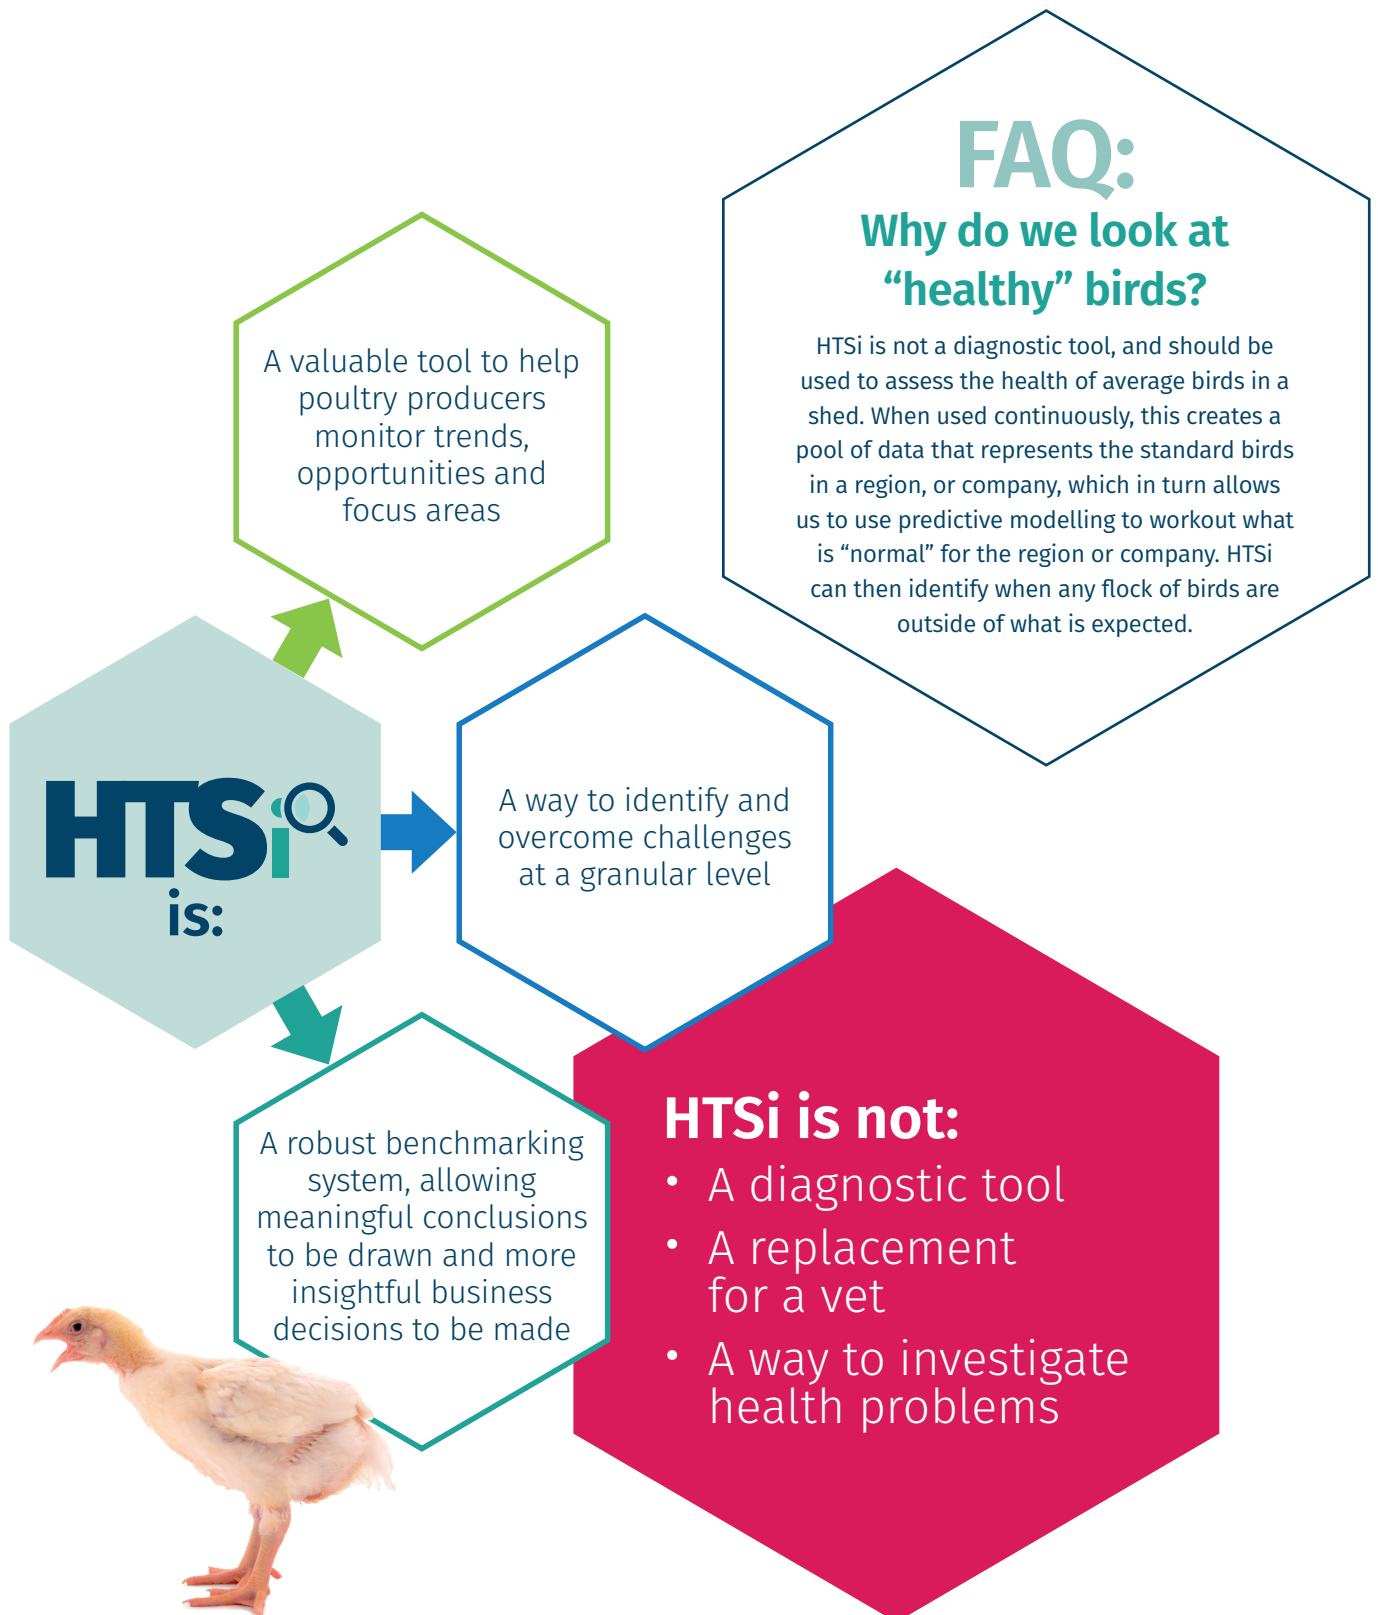 FAQ:
Why do we look at
“healthy” birds?
HTSi is not a diagnostic tool, and should be
used to assess the health of average birds in a
shed. When used continuously, this creates a
pool of data that represents the standard birds
in a region, or company, which in turn allows
us to use predictive modelling to workout what
is “normal” for the region or company. HTSi
can then identify when any flock of birds are
outside of what is expected.
A valuable tool to help
poultry producers
monitor trends,
opportunities and
focus areas
HTSi
is:
A way to identify and
overcome challenges
at a granular level
A robust benchmarking
system, allowing
meaningful conclusions
to be drawn and more
insightful business
decisions to be made
HTSi is not:
• A diagnostic tool
• A replacement
for a vet
• A way to investigate
health problems